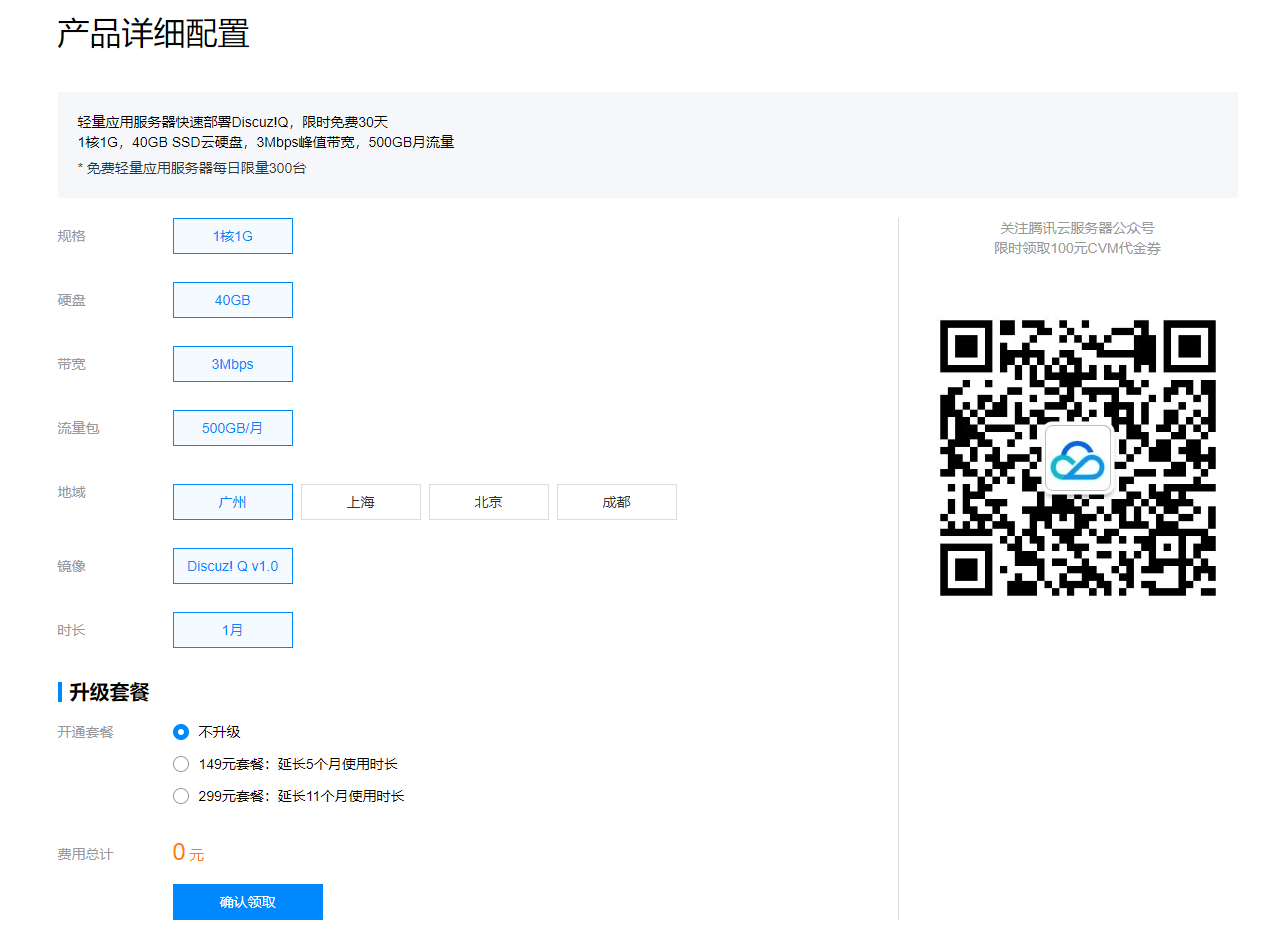 产品详细配置
轻量应用服务器快速部署Discuz!Q，限时免费30天
1核1G，40GB SSD云硬盘，3Mbps峰值带宽，500GB月流量
* 免费轻量应用服务器每日限量300台
规格 1核1G
硬盘 40GB
带宽 3Mbps
流量包 500GB/月
地域 广州 上海 北京 成都
镜像 Discuz! Q v1.0
时长 1月
升级套餐
开通套餐 不升级
149元套餐：延长5个月使用时长
299元套餐：延长11个月使用时长
费用总计 0 元
确认领取
关注腾讯云服务器公众号
限时领取100元CVM代金券